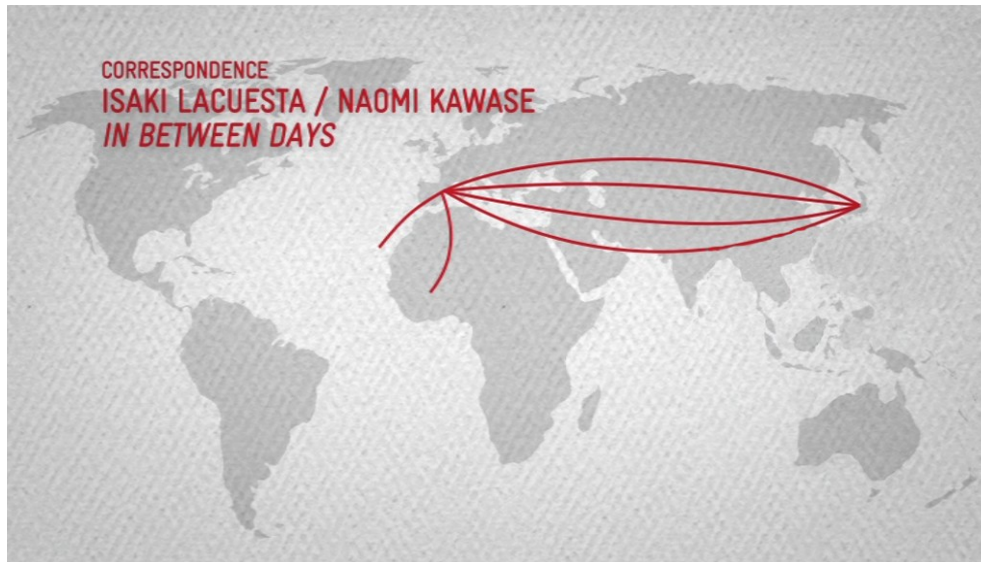 CORRESPONDENCE
ISAKI LACUESTA / NAOMI KAWASE
IN BETWEEN DAYS